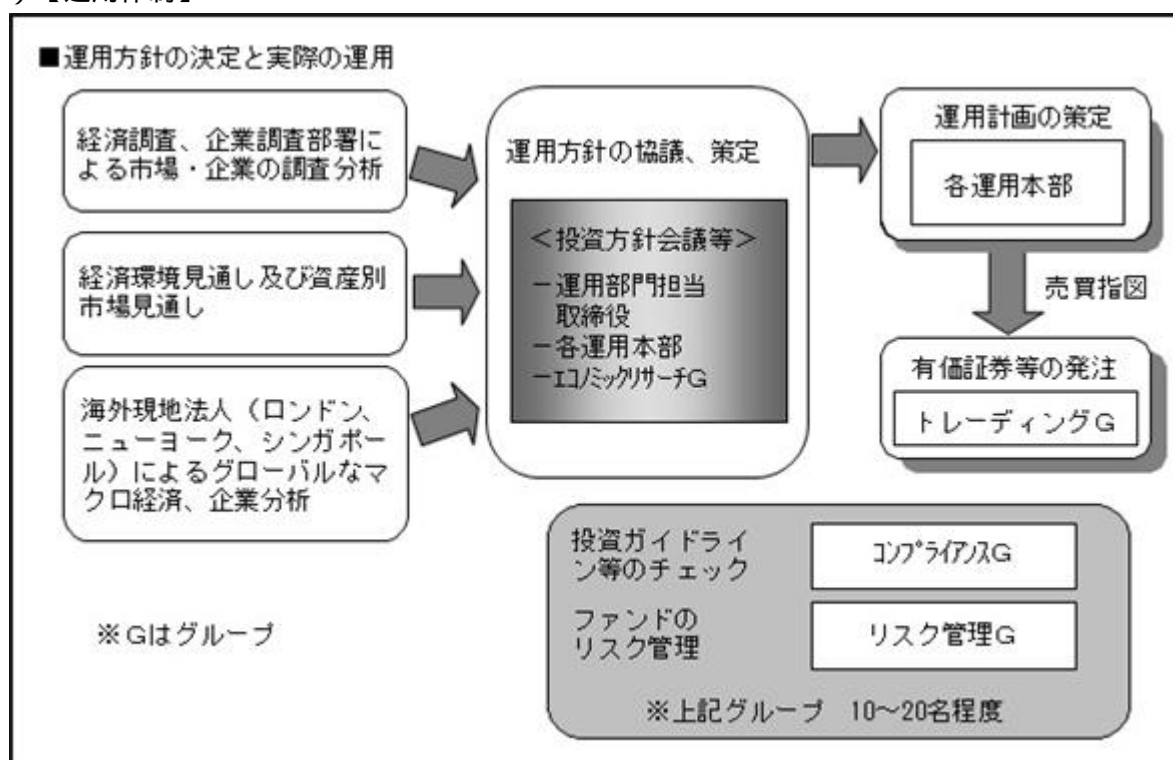 ■運用方針の決定と実際の運用
経済調査、企業調査部署に
よる市場・企業の調査分析
経済環境見通し及び資産別
市場見通し
海外現地法人（ロンドン、
ニューヨーク、シンガポー
ル）によるグローバルなマ
クロ経済、企業分析
運用方針の協議、策定
＜投資方針会議等＞
－運用部門担当
取締役
－各運用本部
－ｴｺﾉﾐｯｸﾘｻｰﾁG
運用計画の策定
各運用本部
売買指図
有価証券等の発注
トレーディングＧ
投資ガイドライ
ン等のチェック
ｺﾝﾌﾟﾗｲｱﾝｽG
ファンドの
リスク管理
リスク管理Ｇ
※上記グループ　10～20名程度
※Ｇはグループ